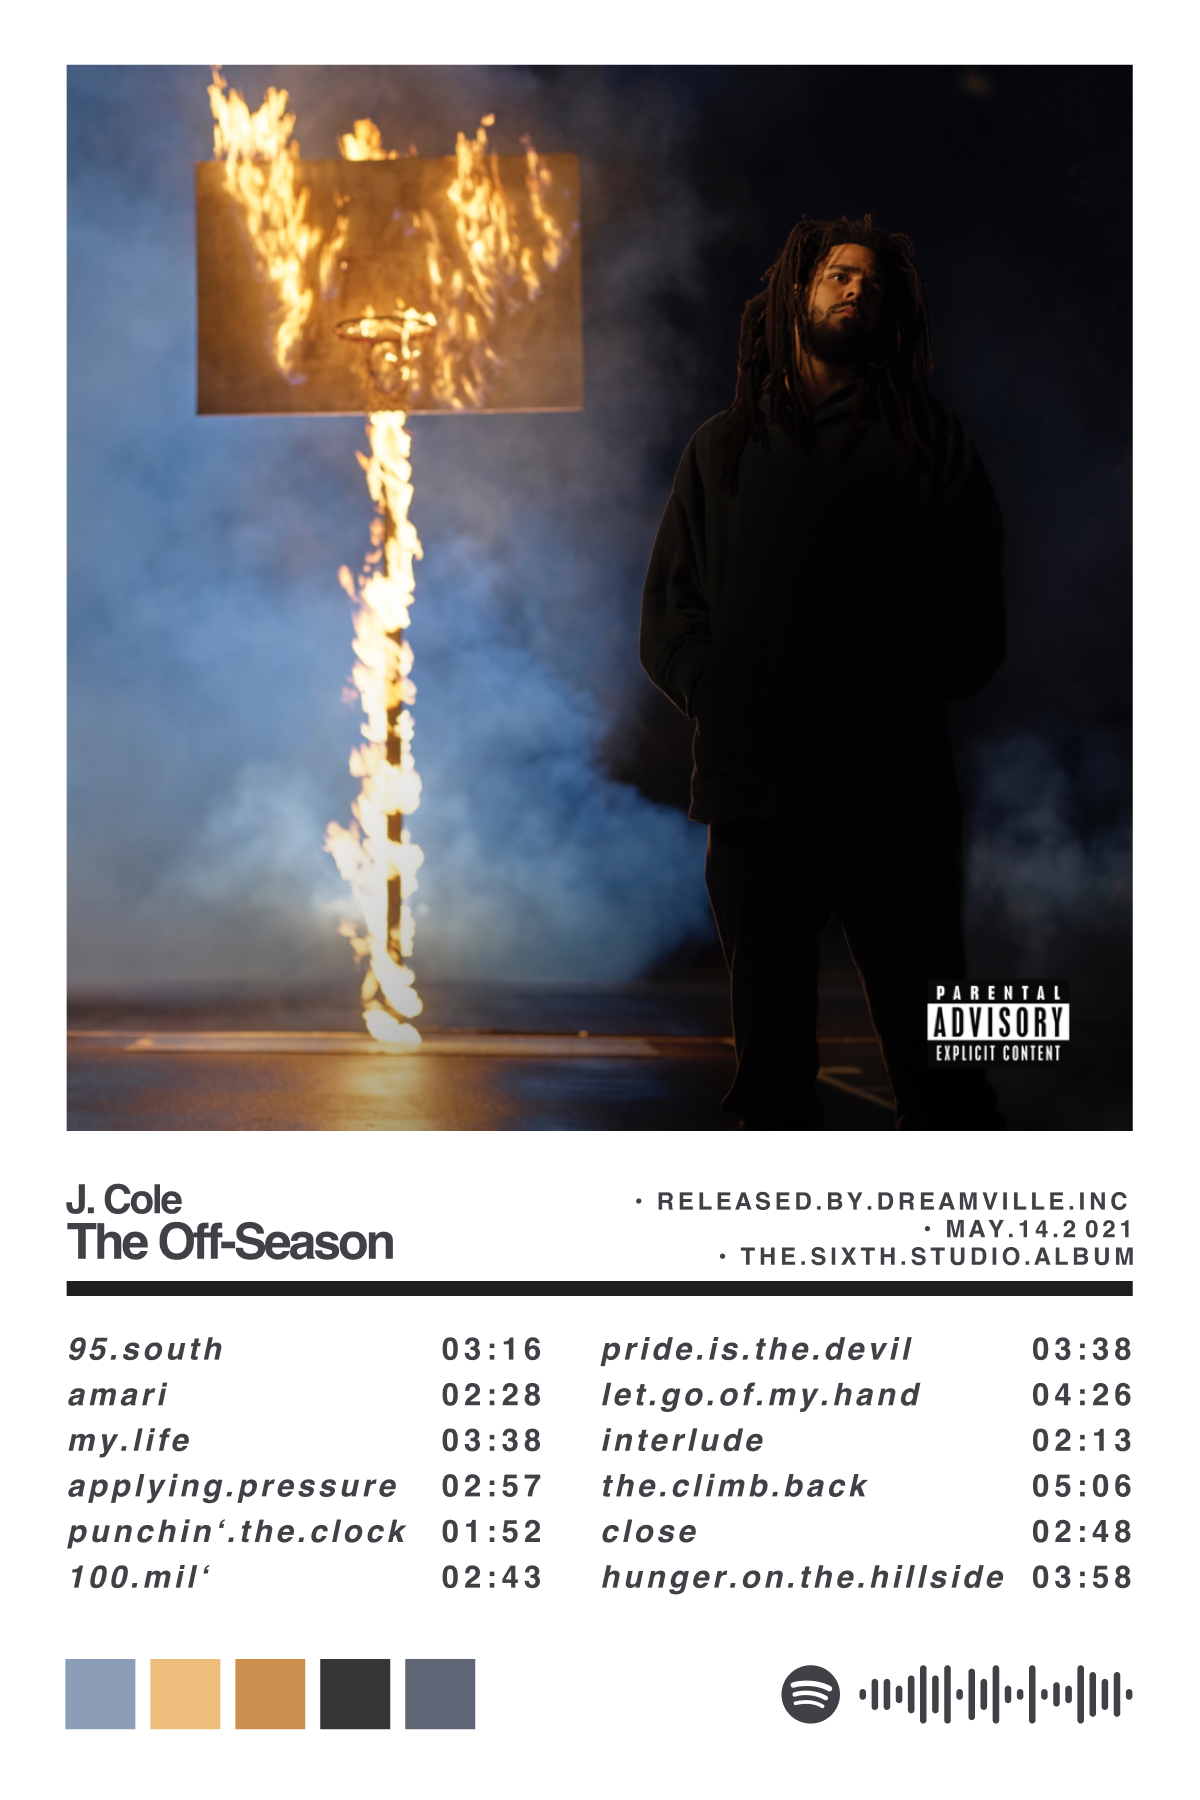 PARENTAL
ADVISORY
EXPLICIT CONTENT
J. Cole
The Off-Season
· RELEASED.BY.DREAMVILLE.INC
· MAY.14.2 021
· THE.SIXTH.STUDIO.ALBUM
95.south 03:16
amari 02:28
my.life 03:38
applying.pressure 02:57
punchin‘.the.clock 01:52
100.mil‘ 02:43
pride.is.the.devil 03:38
let.go.of.my.hand 04:26
interlude 02:13
the.climb.back 05:06
close 02:48
hunger.on.the.hillside 03:58